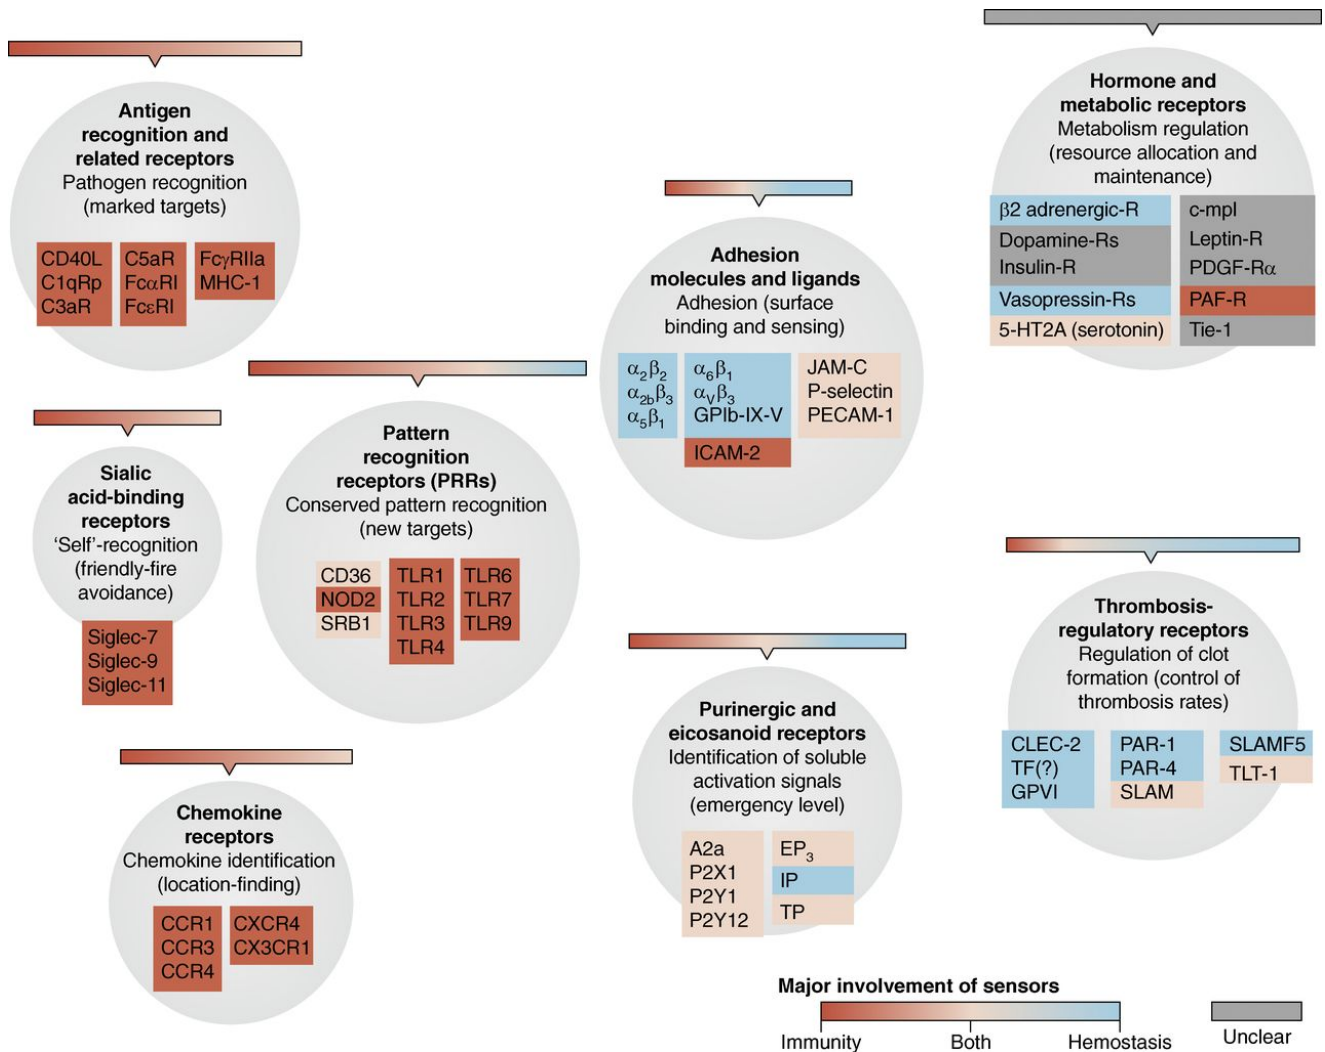 Antigen
recognition and
related receptors
Pathogen recognition
(marked targets)
CD40L
C1qRp
C3aR
C5aR
FcαRI
FcεRI
FcγRIIa
MHC-1
Sialic
acid-binding
receptors
‘Self’-recognition
(friendly-fire
avoidance)
Siglec-7
Siglec-9
Siglec-11
Pattern
recognition
receptors (PRRs)
Conserved pattern recognition
(new targets)
CD36
NOD2
SRB1
TLR1
TLR2
TLR3
TLR4
TLR6
TLR7
TLR9
Chemokine
receptors
Chemokine identification
(location-finding)
CCR1
CCR3
CCR4
CXCR4
CX3CR1
Adhesion
molecules and ligands
Adhesion (surface
binding and sensing)
α2β2
α2bβ3
α5β1
α6β1
αVβ3
GPIb-IX-V
ICAM-2
JAM-C
P-selectin
PECAM-1
Purinergic and
eicosanoid receptors
Identification of soluble
activation signals
(emergency level)
A2a
P2X1
P2Y1
P2Y12
EP3
IP
TP
Hormone and
metabolic receptors
Metabolism regulation
(resource allocation and
maintenance)
β2 adrenergic-R
Dopamine-Rs
Insulin-R
Vasopressin-Rs
5-HT2A (serotonin)
c-mpl
Leptin-R
PDGF-Rα
PAF-R
Tie-1
Thrombosis-
regulatory receptors
Regulation of clot
formation (control of
thrombosis rates)
CLEC-2
TF(?)
GPVI
PAR-1
PAR-4
SLAM
SLAMF5
TLT-1
Major involvement of sensors
Immunity Both Hemostasis Unclear